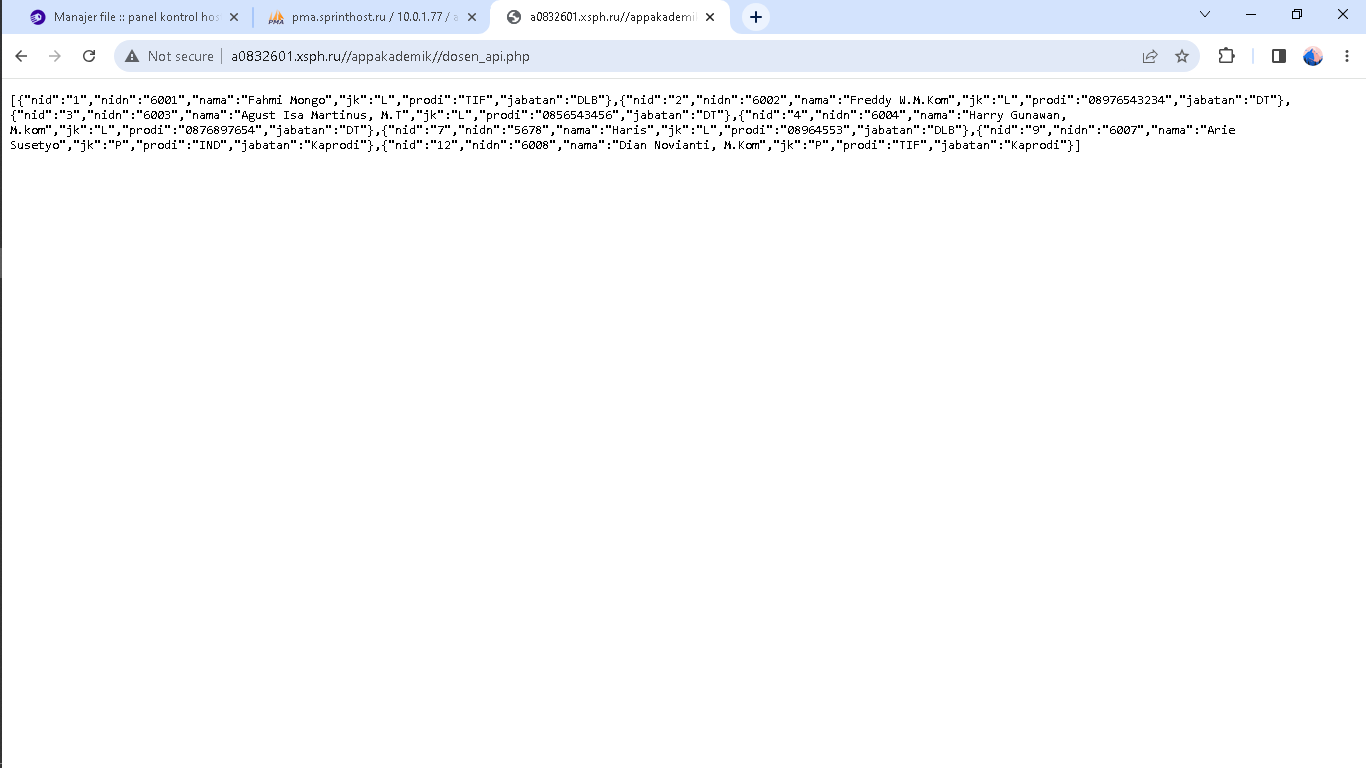 Manajer file :: panel kontrol hos
pma.sprinthost.ru / 10.0.1.77 / a
a0832601.xsph.ru//appakademi
Not secure
a0832601.xsph.ru//appakademik//dosen_api.php
[{"nid":"1","nidn":"6001","nama":"Fahmi Mongo","jk":"L","prodi":"TIF","jabatan":"DLB"},{"nid":"2","nidn":"6002","nama":"Freddy W.M.Kom","jk":"L","prodi":"08976543234","jabatan":"DT"},
{"nid":"3","nidn":"6003","nama":"Agust Isa Martinus, M.T","jk":"L","prodi":"0856543456","jabatan":"DT"},{"nid":"4","nidn":"6004","nama":"Harry Gunawan,
M.kom","jk":"L","prodi":"0876897654","jabatan":"DT"},{"nid":"7","nidn":"5678","nama":"Haris","jk":"L","prodi":"08964553","jabatan":"DLB"},{"nid":"9","nidn":"6007","nama":"Arie
Susetyo","jk":"P","prodi":"IND","jabatan":"Kaprodi"},{"nid":"12","nidn":"6008","nama":"Dian Novianti, M.Kom","jk":"P","prodi":"TIF","jabatan":"Kaprodi"}]